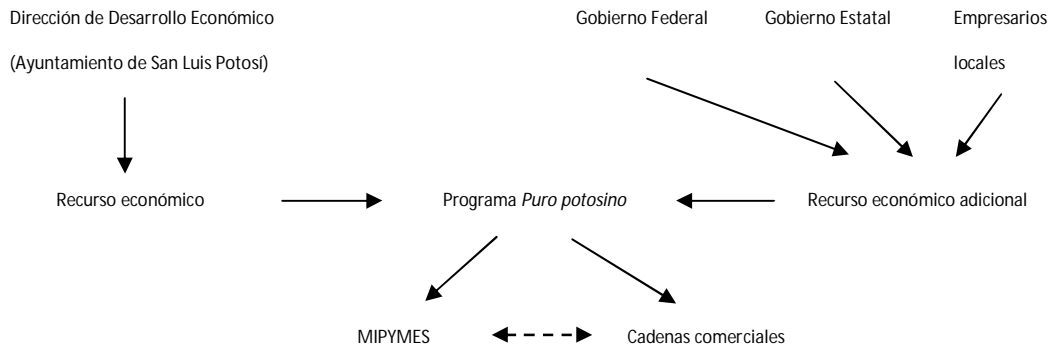 Dirección de Desarrollo Económico
(Ayuntamiento de San Luis Potosí)
Gobierno Federal
Gobierno Estatal
Empresarios
locales
Recurso económico
Programa Puro potosino
Recurso económico adicional
MIPYMES
Cadenas comerciales